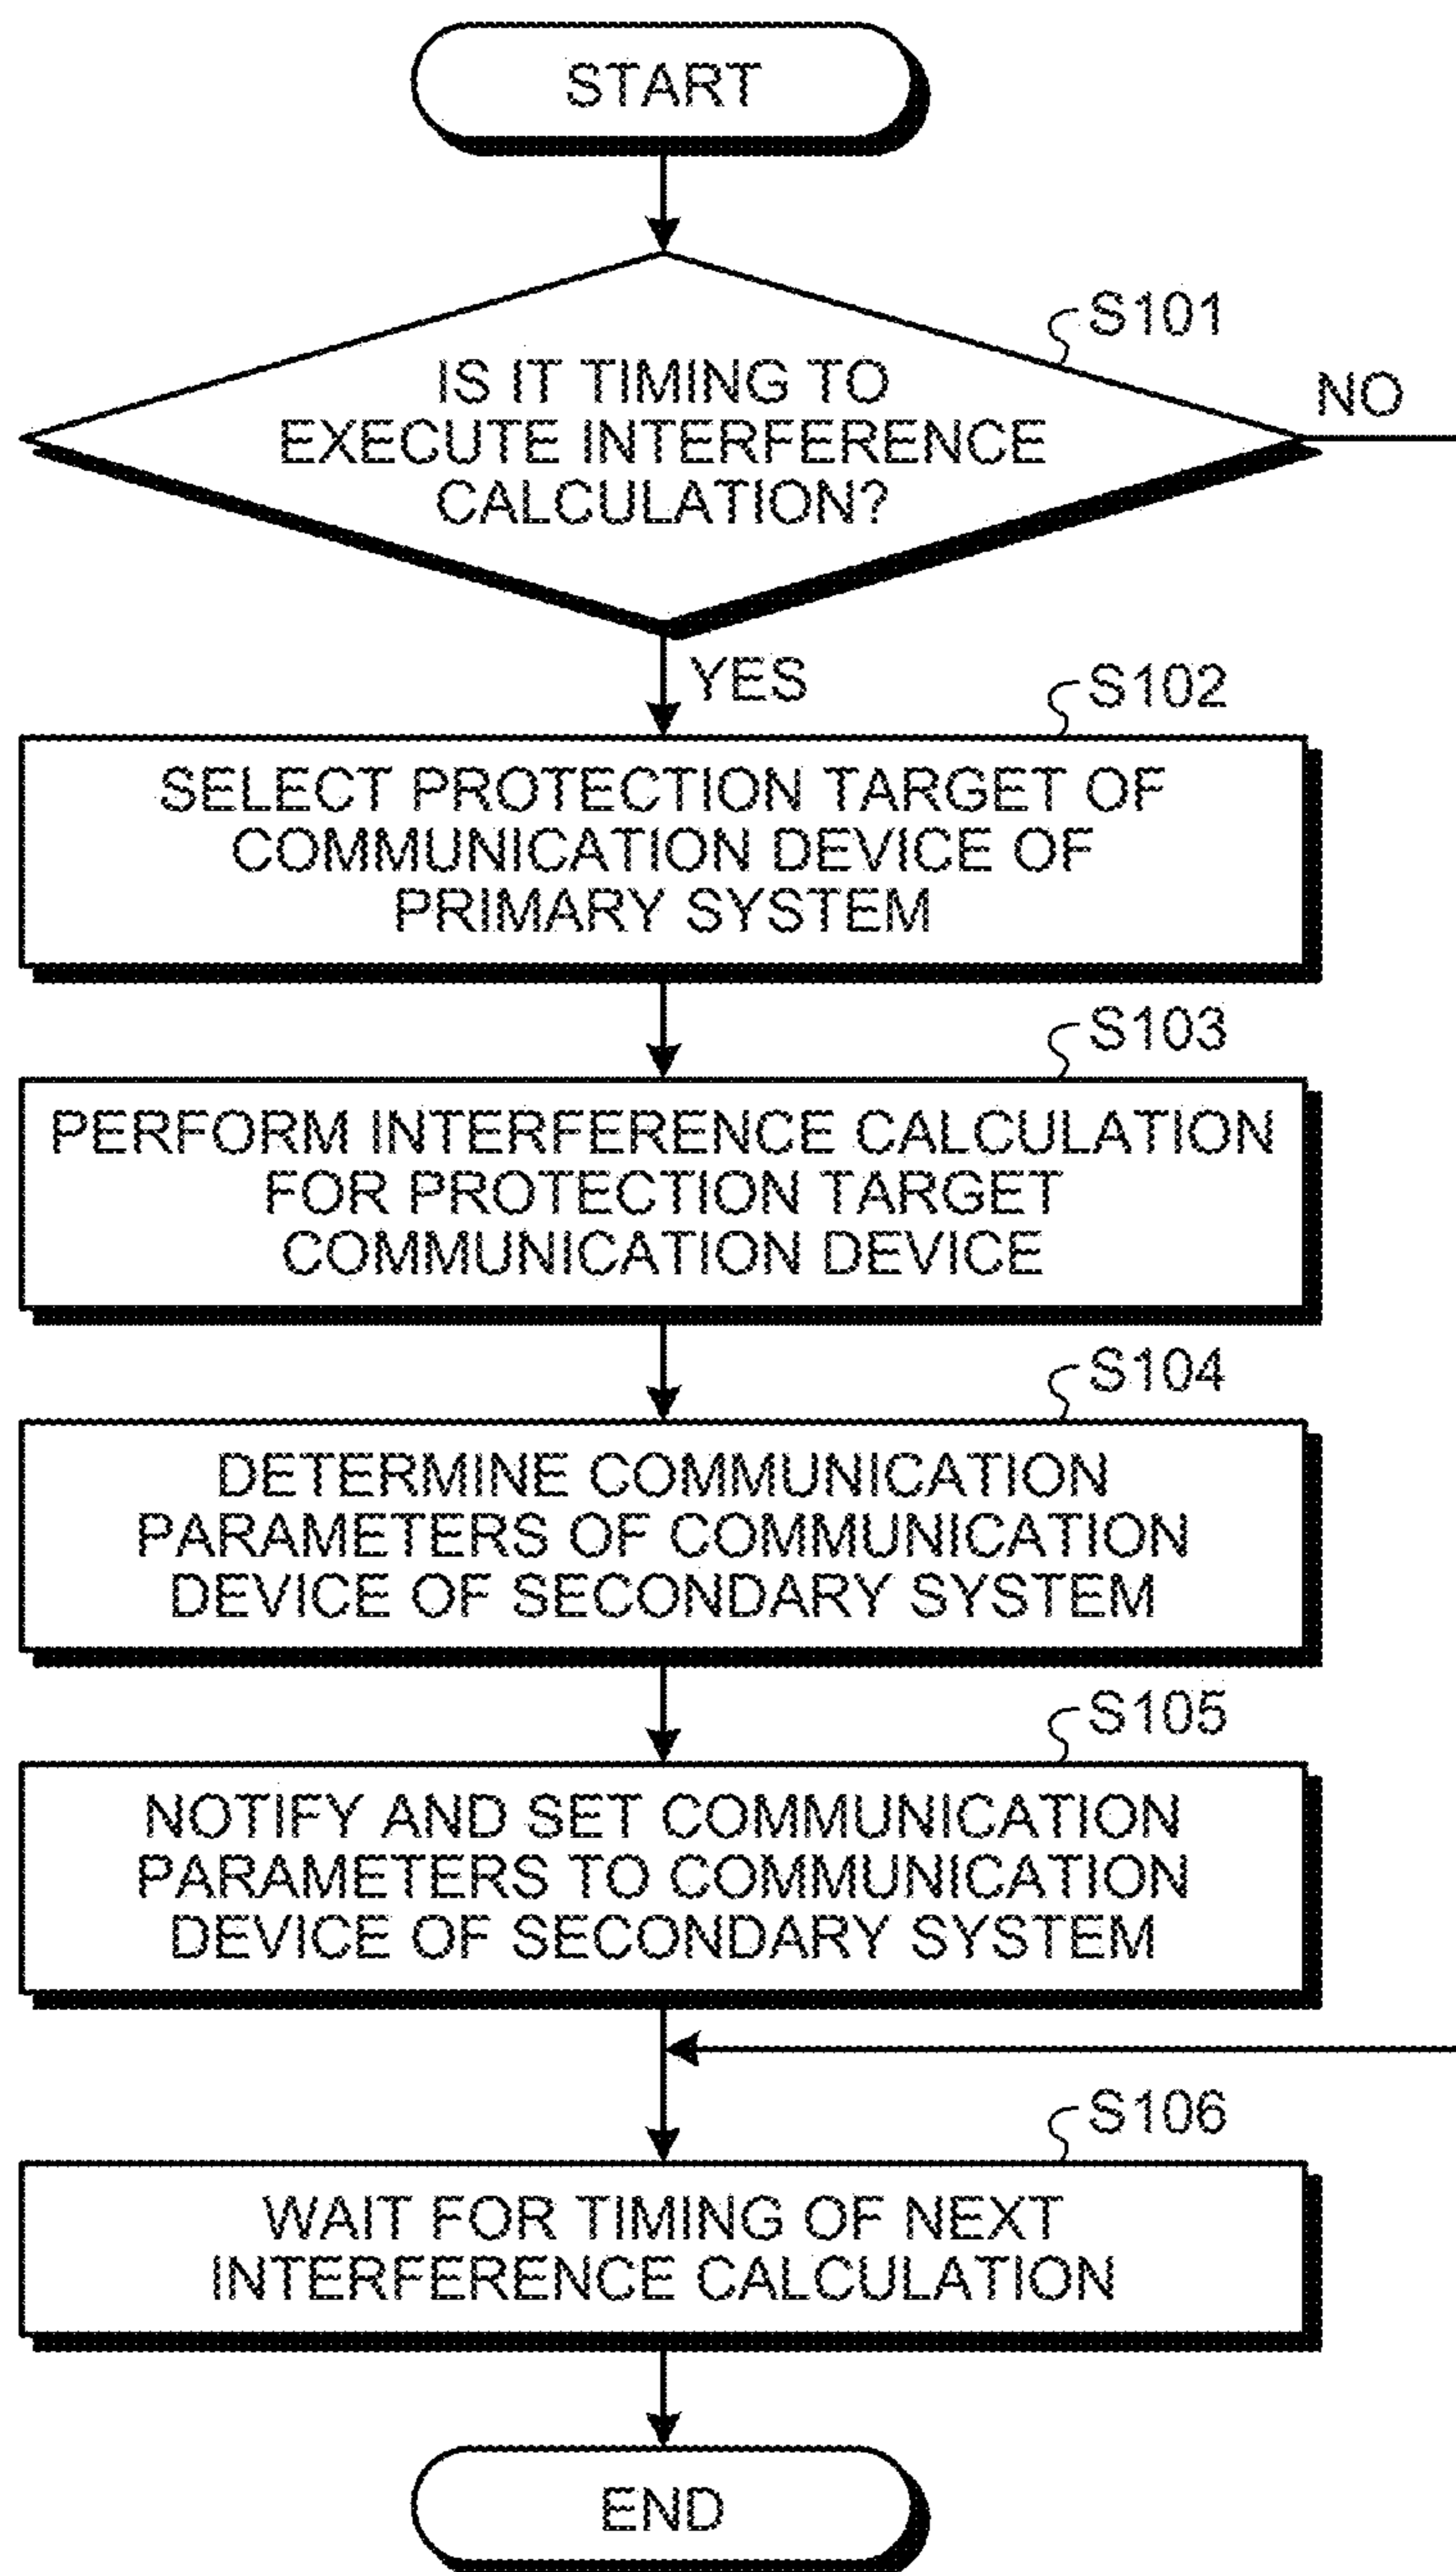 START
S101
IS IT TIMING TO
EXECUTE INTERFERENCE
CALCULATION?
NO
YES
S102
SELECT PROTECTION TARGET OF
COMMUNICATION DEVICE OF
PRIMARY SYSTEM
S103
PERFORM INTERFERENCE CALCULATION
FOR PROTECTION TARGET
COMMUNICATION DEVICE
S104
DETERMINE COMMUNICATION
PARAMETERS OF COMMUNICATION
DEVICE OF SECONDARY SYSTEM
S105
NOTIFY AND SET COMMUNICATION
PARAMETERS TO COMMUNICATION
DEVICE OF SECONDARY SYSTEM
S106
WAIT FOR TIMING OF NEXT
INTERFERENCE CALCULATION
END